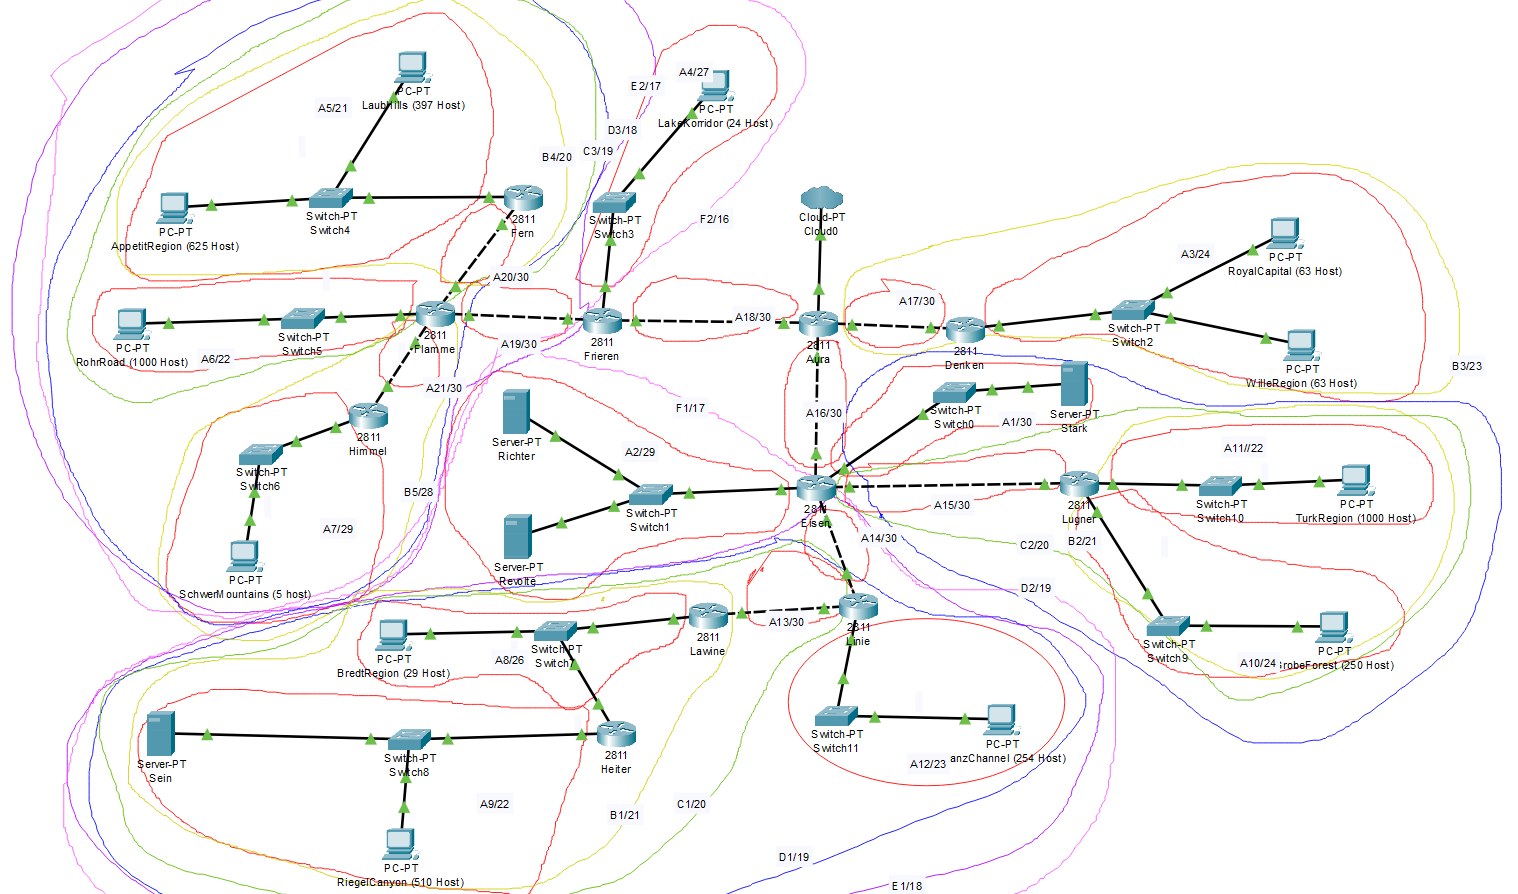 PC-PT
LaubHills (397 Host)
A5/21
PC-PT
AppetitRegion (625 Host)
Switch-PT
Switch4
2811
Fern
B4/20
C3/19
D3/18
E2/17
A4/27
PC-PT
LakeKorridor (24 Host)
Switch-PT
Switch3
F2/16
Cloud-PT
Cloud0
A20/30
PC-PT
RohrRoad (1000 Host)
Switch-PT
Switch5
A6/22
2811
Flamme
A19/30
2811
Frieren
A18/30
2811
Aura
A17/30
2811
Denken
A3/24
PC-PT
RoyalCapital (63 Host)
Switch-PT
Switch2
PC-PT
WilleRegion (63 Host)
B3/23
A21/30
2811
Himmel
Switch-PT
Switch6
B5/28
A7/29
PC-PT
SchwerMountains (5 host)
F1/17
A16/30
Server-PT
Richter
A2/29
Switch-PT
Switch1
Server-PT
Revolte
2811
Eisen
Switch-PT
Switch0
A1/30
Server-PT
Stark
A15/30
2811
Lugner
A11//22
Switch-PT
Switch10
PC-PT
TurkRegion (1000 Host)
B2/21
C2/20
D2/19
A14/30
Switch-PT
Switch9
A10/24
PC-PT
robeForest (250 Host)
A13/30
2811
Linie
2811
Lawine
PC-PT
BredtRegion (29 Host)
A8/26
Switch-PT
Switch7
2811
Heiter
Server-PT
Sein
Switch-PT
Switch8
A9/22
PC-PT
RiegelCanyon (510 Host)
B1/21
C1/20
D1/19
E1/18
Switch-PT
Switch11
A12/23
PC-PT
anzChannel (254 Host)